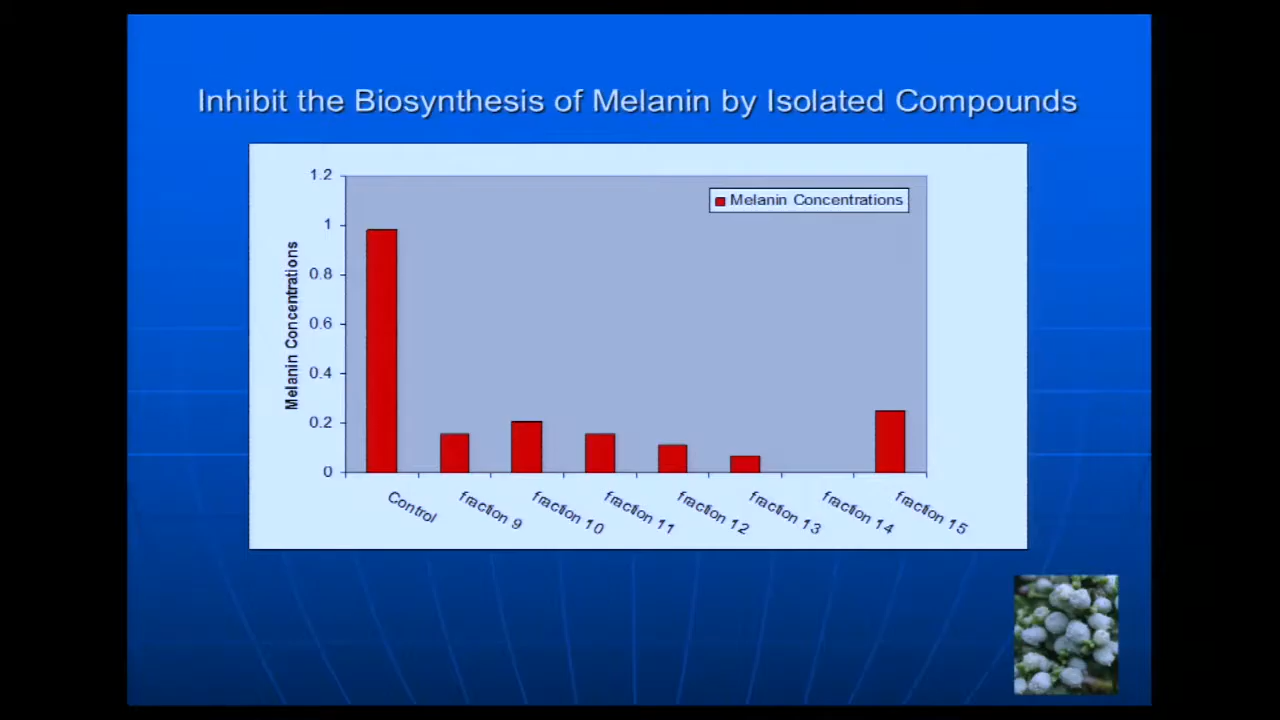 Inhibit the Biosynthesis of Melanin by Isolated Compounds
1.2
1
0.8
0.6
0.4
0.2
0
Melanin Concentrations
Melanin Concentrations
Control
fraction 9
fraction 10
fraction 11
fraction 12
fraction 13
fraction 14
fraction 15